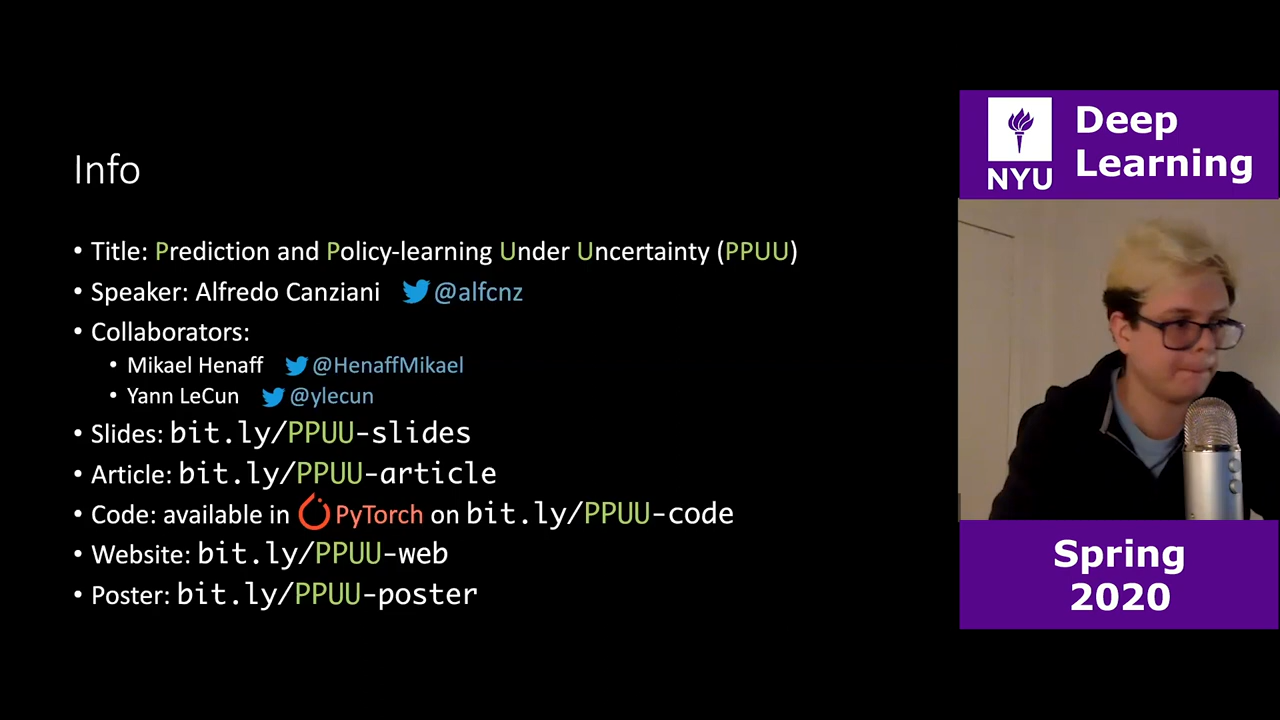 Info
• Title: Prediction and Policy-learning Under Uncertainty (PPUU)
• Speaker: Alfredo Canziani @alfcnz
• Collaborators:
• Mikael Henaff @HenaffMikael
• Yann LeCun @ylecun
• Slides: bit.ly/PPUU-slides
• Article: bit.ly/PPUU-article
• Code: available in PyTorch on bit.ly/PPUU-code
• Website: bit.ly/PPUU-web
• Poster: bit.ly/PPUU-poster
NYU
Deep
Learning
Spring
2020